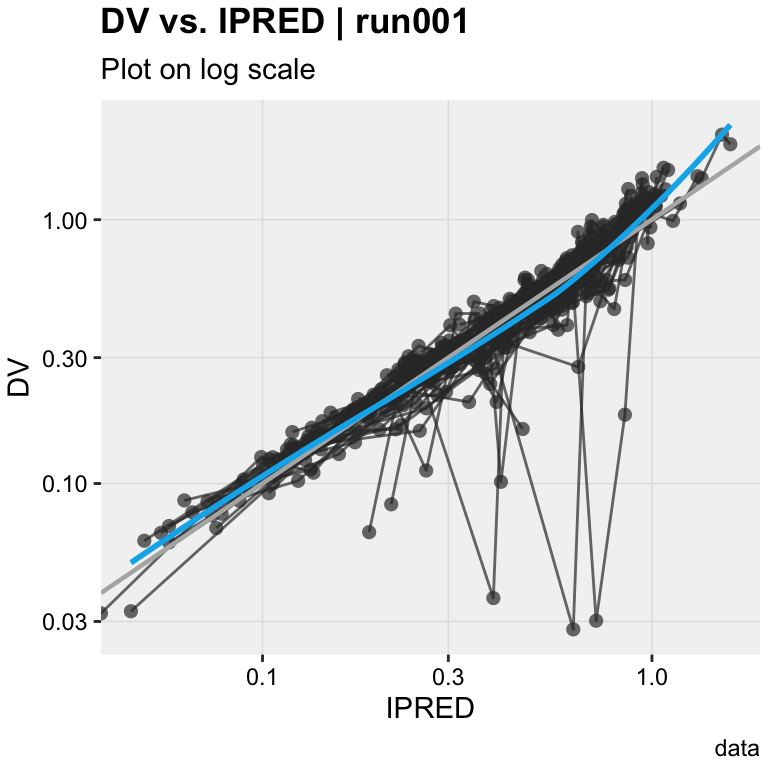 DV vs. IPRED | run001
Plot on log scale
1.00
0.30
0.10
0.03
DV
0.1
0.3
1.0
IPRED
data